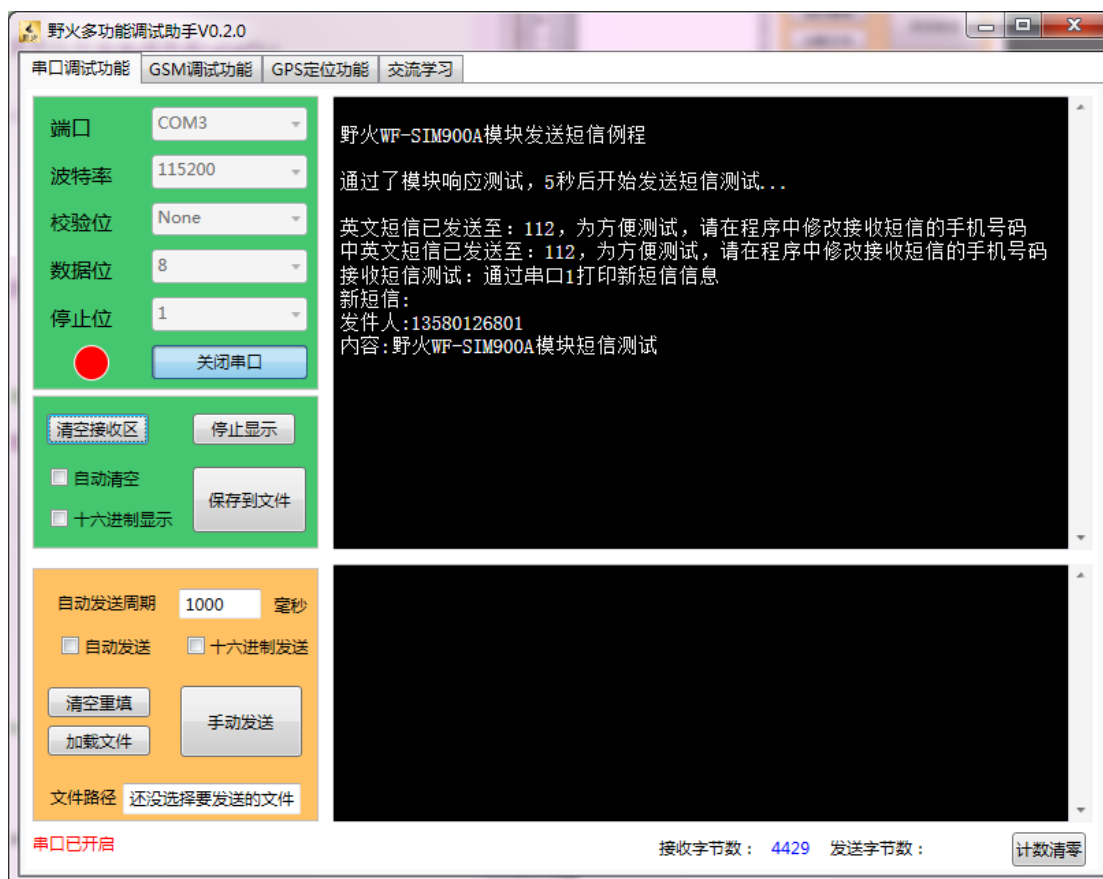 野火多功能调试助手V0.2.0
串口调试功能 GSM调试功能 GPS定位功能 交流学习
端口 COM3
波特率 115200
校验位 None
数据位 8
停止位 1
关闭串口
清空接收区 停止显示
自动清空
保存到文件
十六进制显示
野火WF-SIM900A模块发送短信例程
通过了模块响应测试，5秒后开始发送短信测试...
英文短信已发送至：112，为方便测试，请在程序中修改接收短信的手机号码
中英文短信已发送至：112，为方便测试，请在程序中修改接收短信的手机号码
接收短信测试：通过串口1打印新短信信息
新短信:
发件人:13580126801
内容:野火WF-SIM900A模块短信测试
自动发送周期 1000 毫秒
自动发送 十六进制发送
清空重填
手动发送
加载文件
文件路径 还没选择要发送的文件
串口已开启 接收字节数： 4429 发送字节数： 计数清零